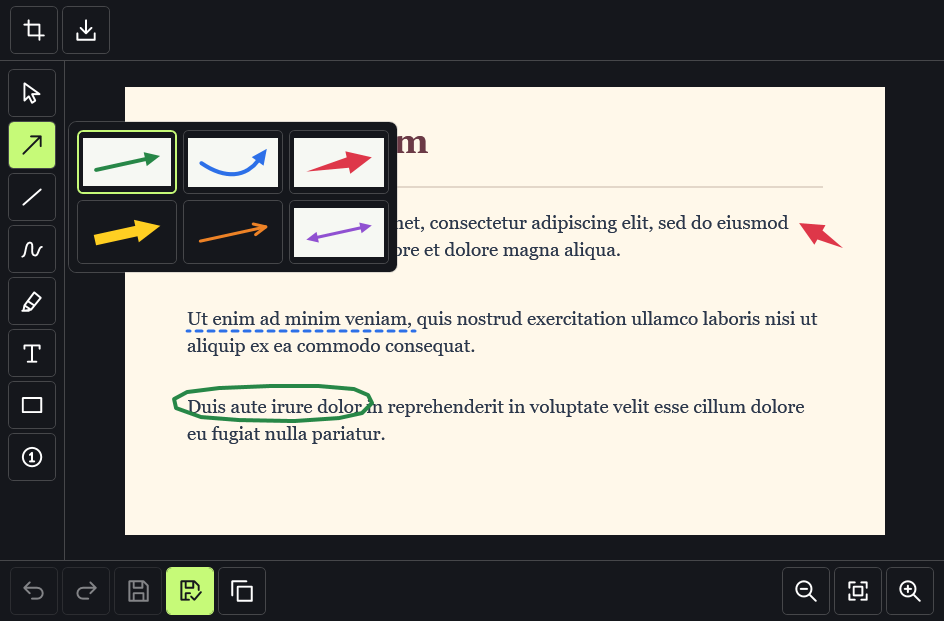 m
met, consectetur adipiscing elit, sed do eiusmod
ore et dolore magna aliqua.
Ut enim ad minim veniam, quis nostrud exercitation ullamco laboris nisi ut
aliquip ex ea commodo consequat.
Duis aute irure dolor in reprehenderit in voluptate velit esse cillum dolore
eu fugiat nulla pariatur.
T
1